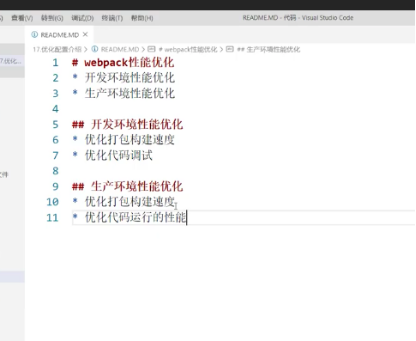 查看(V) 转到(G) 调试(D) 终端(T) 帮助(H) README.MD - 代码 - Visual Studio Code
README.MD ×
17.优化配置介绍 > README.MD > # webpack性能优化 > ## 生产环境性能优化
1 # webpack性能优化
2 * 开发环境性能优化
3 * 生产环境性能优化
4
5 ## 开发环境性能优化
6 * 优化打包构建速度
7 * 优化代码调试
8
9 ## 生产环境性能优化
10 * 优化打包构建速度
11 * 优化代码运行的性能